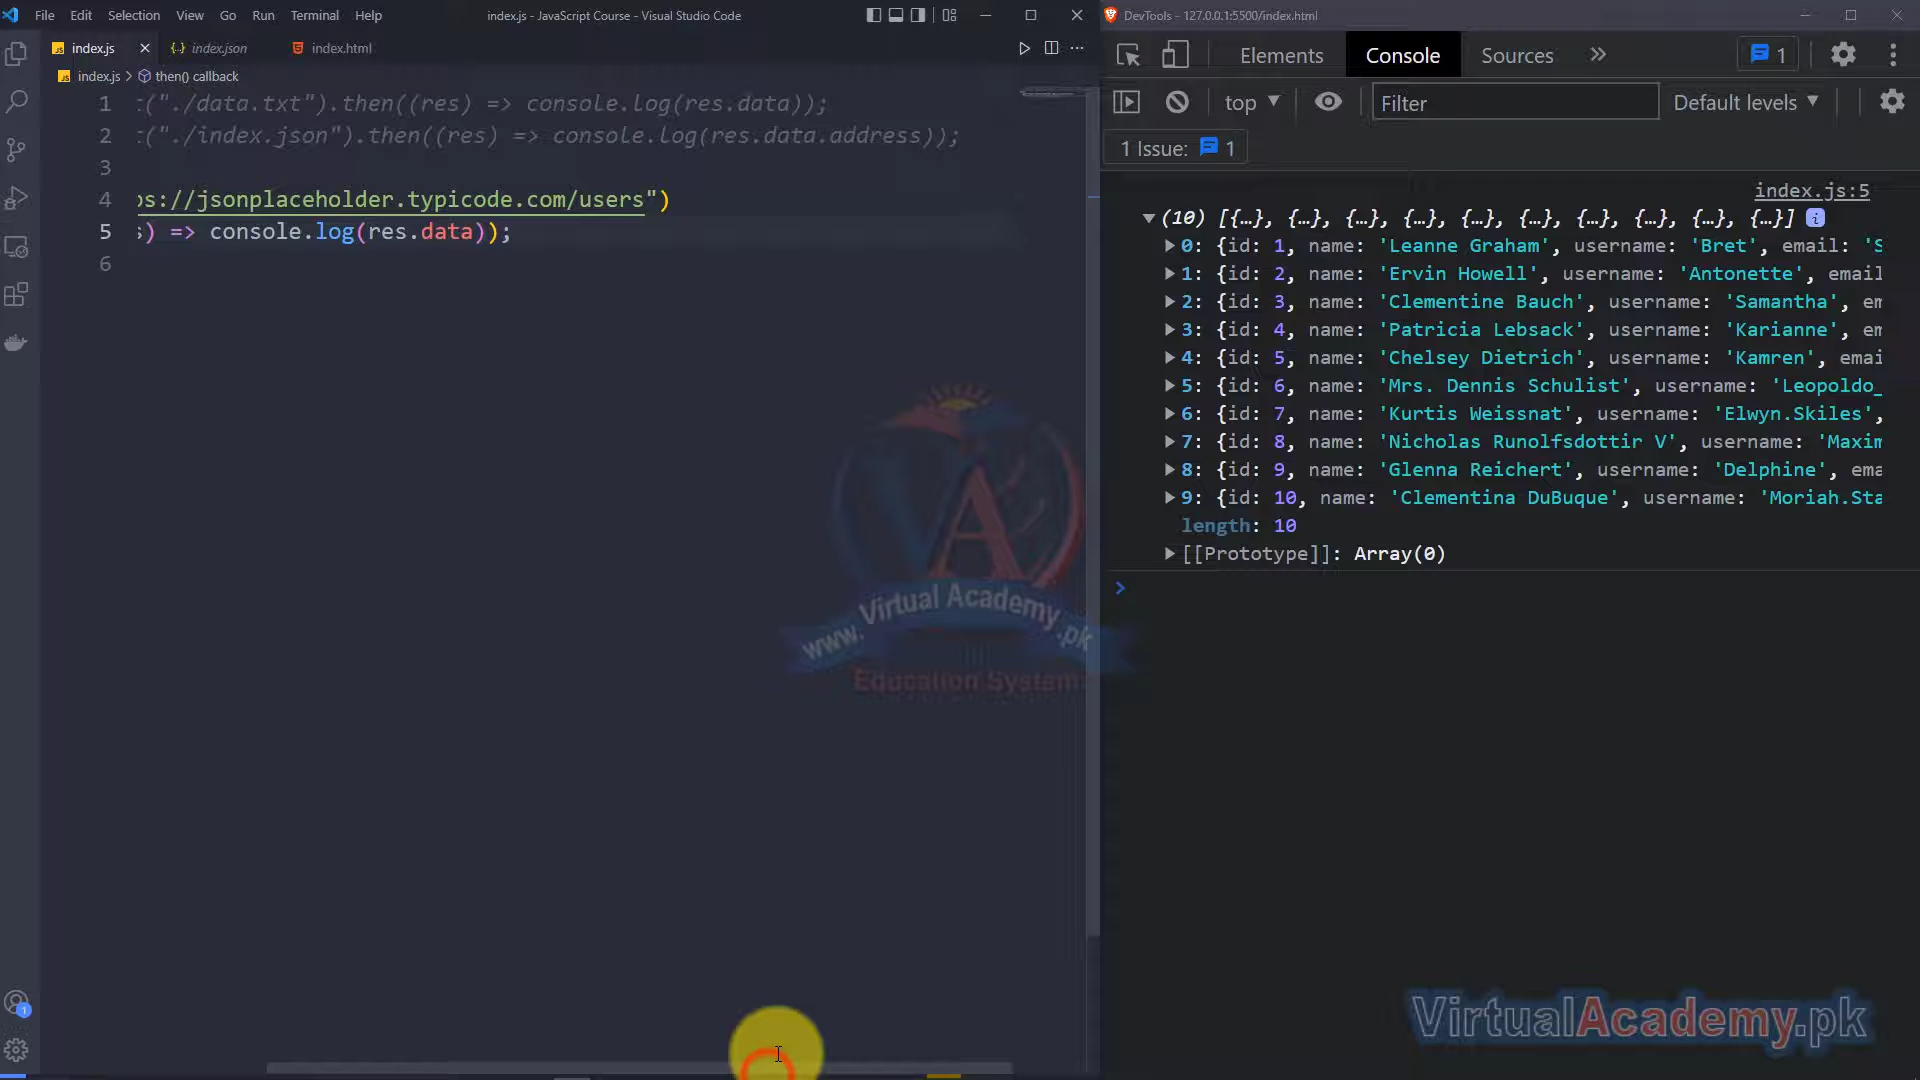 File Edit Selection View Go Run Terminal Help index.js - JavaScript Course - Visual Studio Code
index.js index.json index.html
index.js > then() callback
1 t("./data.txt").then((res) => console.log(res.data));
2 t("./index.json").then((res) => console.log(res.data.address));
3
4 ps://jsonplaceholder.typicode.com/users")
5 s) => console.log(res.data));
6
1
DevTools - 127.0.0.1:5500/index.html
Elements Console Sources 1
top Filter Default levels
1 Issue: 1
index.js:5
(10) [{…}, {…}, {…}, {…}, {…}, {…}, {…}, {…}, {…}, {…}]
0: {id: 1, name: 'Leanne Graham', username: 'Bret', email: 'S
1: {id: 2, name: 'Ervin Howell', username: 'Antonette', email
2: {id: 3, name: 'Clementine Bauch', username: 'Samantha', em
3: {id: 4, name: 'Patricia Lebsack', username: 'Karianne', em
4: {id: 5, name: 'Chelsey Dietrich', username: 'Kamren', emai
5: {id: 6, name: 'Mrs. Dennis Schulist', username: 'Leopoldo_
6: {id: 7, name: 'Kurtis Weissnat', username: 'Elwyn.Skiles',
7: {id: 8, name: 'Nicholas Runolfsdottir V', username: 'Maxim
8: {id: 9, name: 'Glenna Reichert', username: 'Delphine', ema
9: {id: 10, name: 'Clementina DuBuque', username: 'Moriah.Sta
length: 10
[[Prototype]]: Array(0)
>
VA
www.Virtual Academy.pk
Education System
VirtualAcademy.pk